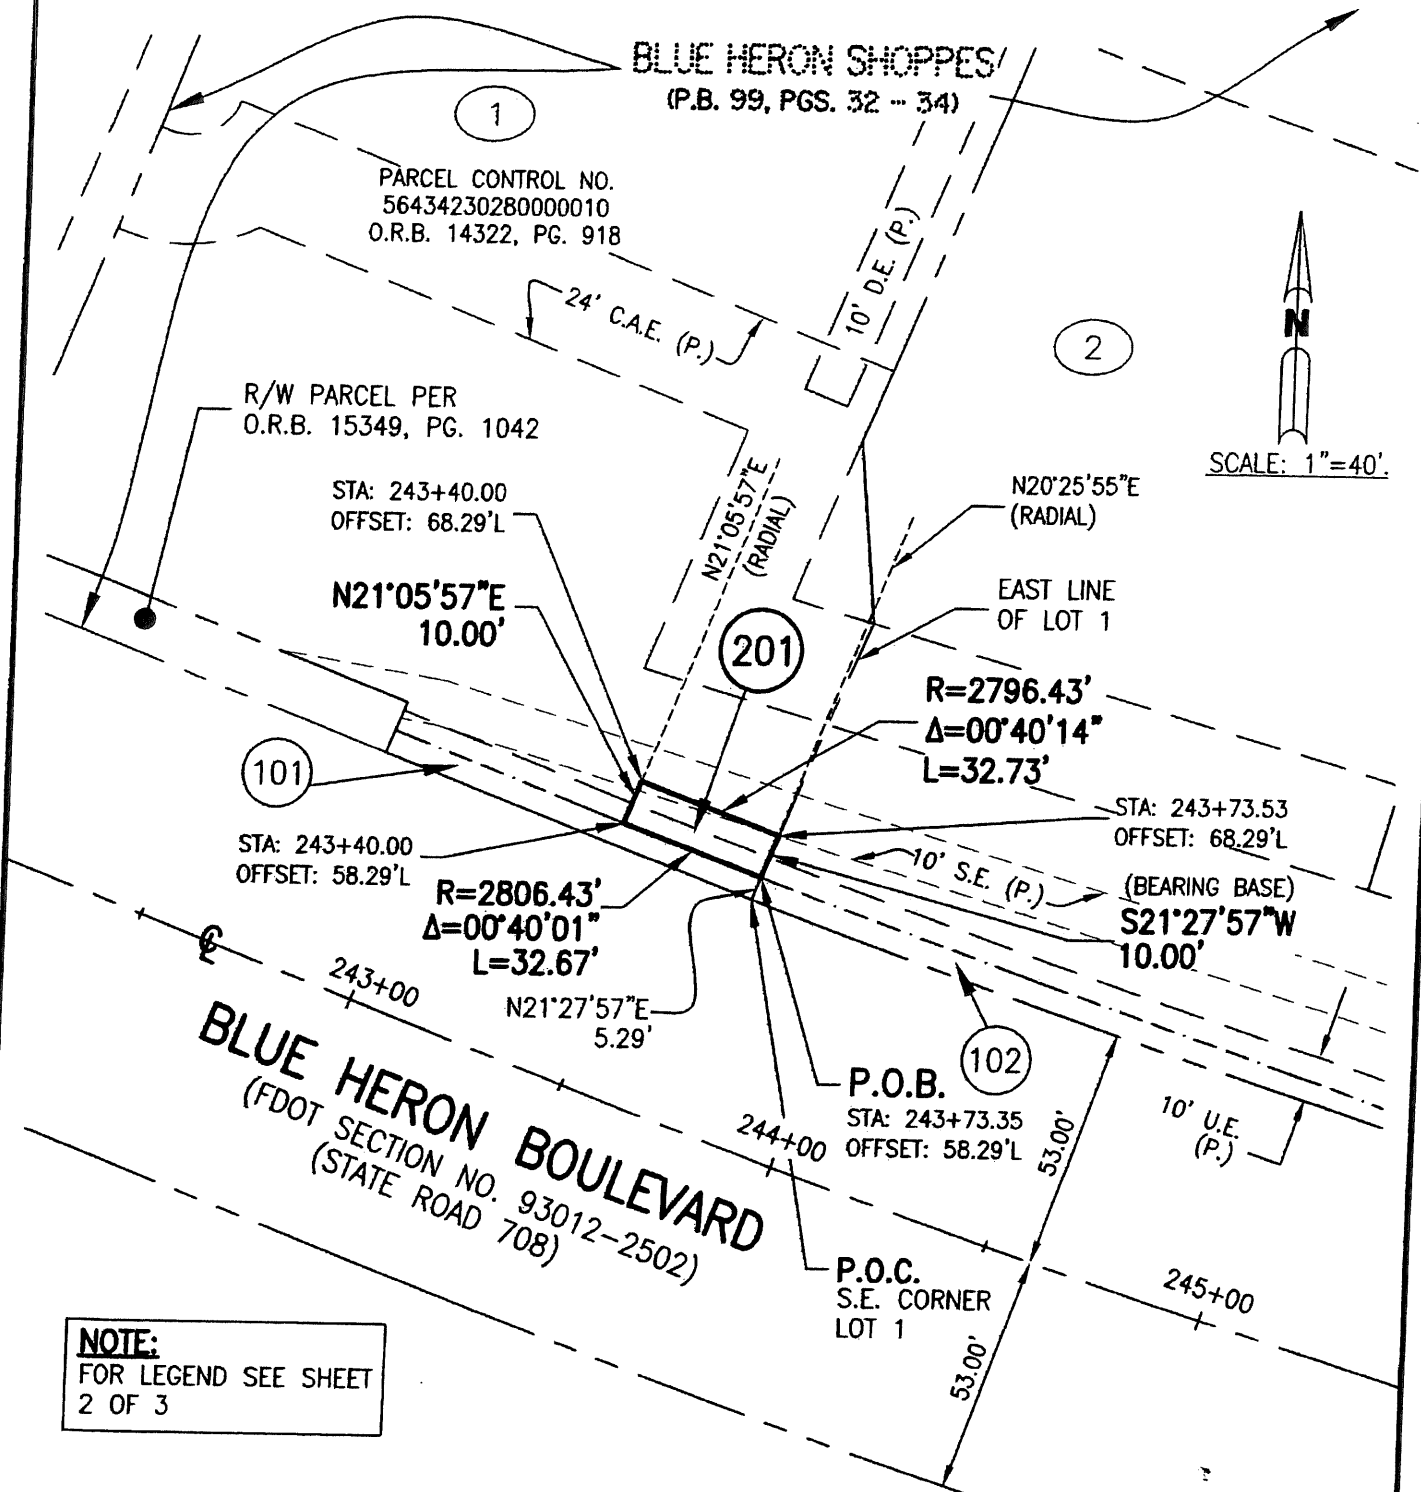 BLUE HERON SHOPPES
(P.B. 99, PGS. 32 - 34)
1
PARCEL CONTROL NO.
56434230280000010
O.R.B. 14322, PG. 918
10' D.E. (P.)
24' C.A.E. (P.)
2
N
SCALE: 1"=40'.
R/W PARCEL PER
O.R.B. 15349, PG. 1042
STA: 243+40.00
OFFSET: 68.29'L
N21°05'57"E
(RADIAL)
N20°25'55"E
(RADIAL)
N21°05'57"E
10.00'
EAST LINE
OF LOT 1
201
R=2796.43'
Δ=00°40'14"
L=32.73'
101
STA: 243+73.53
OFFSET: 68.29'L
STA: 243+40.00
OFFSET: 58.29'L
10' S.E. (P.)
(BEARING BASE)
S21°27'57"W
10.00'
R=2806.43'
Δ=00°40'01"
L=32.67'
℄
243+00
N21°27'57"E
5.29'
102
P.O.B.
STA: 243+73.35
OFFSET: 58.29'L
10' U.E.
(P.)
53.00'
244+00
BLUE HERON BOULEVARD
(FDOT SECTION NO. 93012-2502)
(STATE ROAD 708)
P.O.C.
S.E. CORNER
LOT 1
245+00
53.00'
NOTE:
FOR LEGEND SEE SHEET
2 OF 3